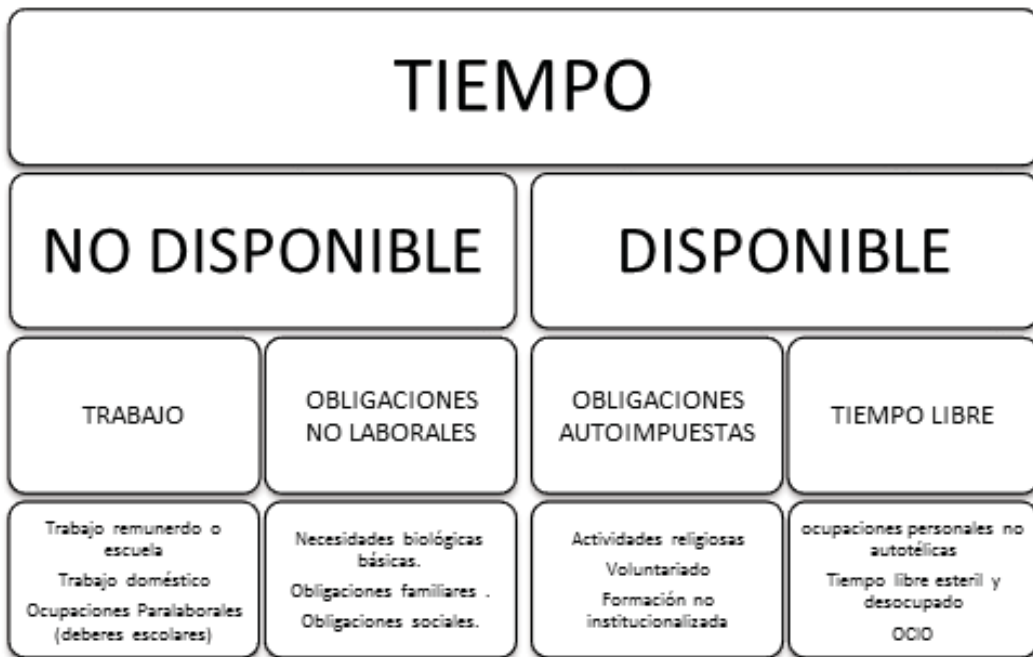 TIEMPO
NO DISPONIBLE
DISPONIBLE
TRABAJO
OBLIGACIONES
NO LABORALES
OBLIGACIONES
AUTOIMPUESTAS
TIEMPO LIBRE
Trabajo remunerdo o
escuela
Trabajo doméstico
Ocupaciones Paralaborales
(deberes escolares)
Necesidades biológicas
básicas.
Obligaciones familiares .
Obligaciones sociales.
Actividades religiosas
Voluntariado
Formación no
institucionalizada
ocupaciones personales no
autotélicas
Tiempo libre esteril y
desocupado
OCIO